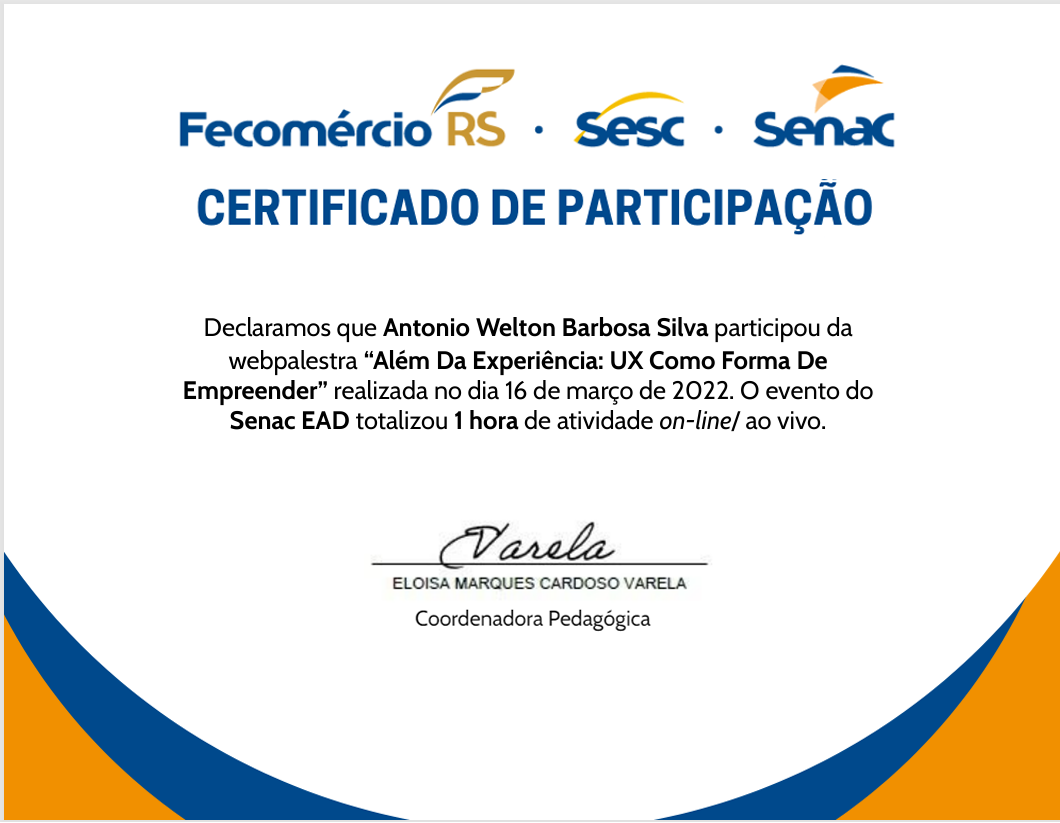 Fecomércio RS · Sesc · Senac
CERTIFICADO DE PARTICIPAÇÃO
Declaramos que Antonio Welton Barbosa Silva participou da
webpalestra “Além Da Experiência: UX Como Forma De
Empreender” realizada no dia 16 de março de 2022. O evento do
Senac EAD totalizou 1 hora de atividade on-line/ ao vivo.
Varela
ELOISA MARQUES CARDOSO VARELA
Coordenadora Pedagógica